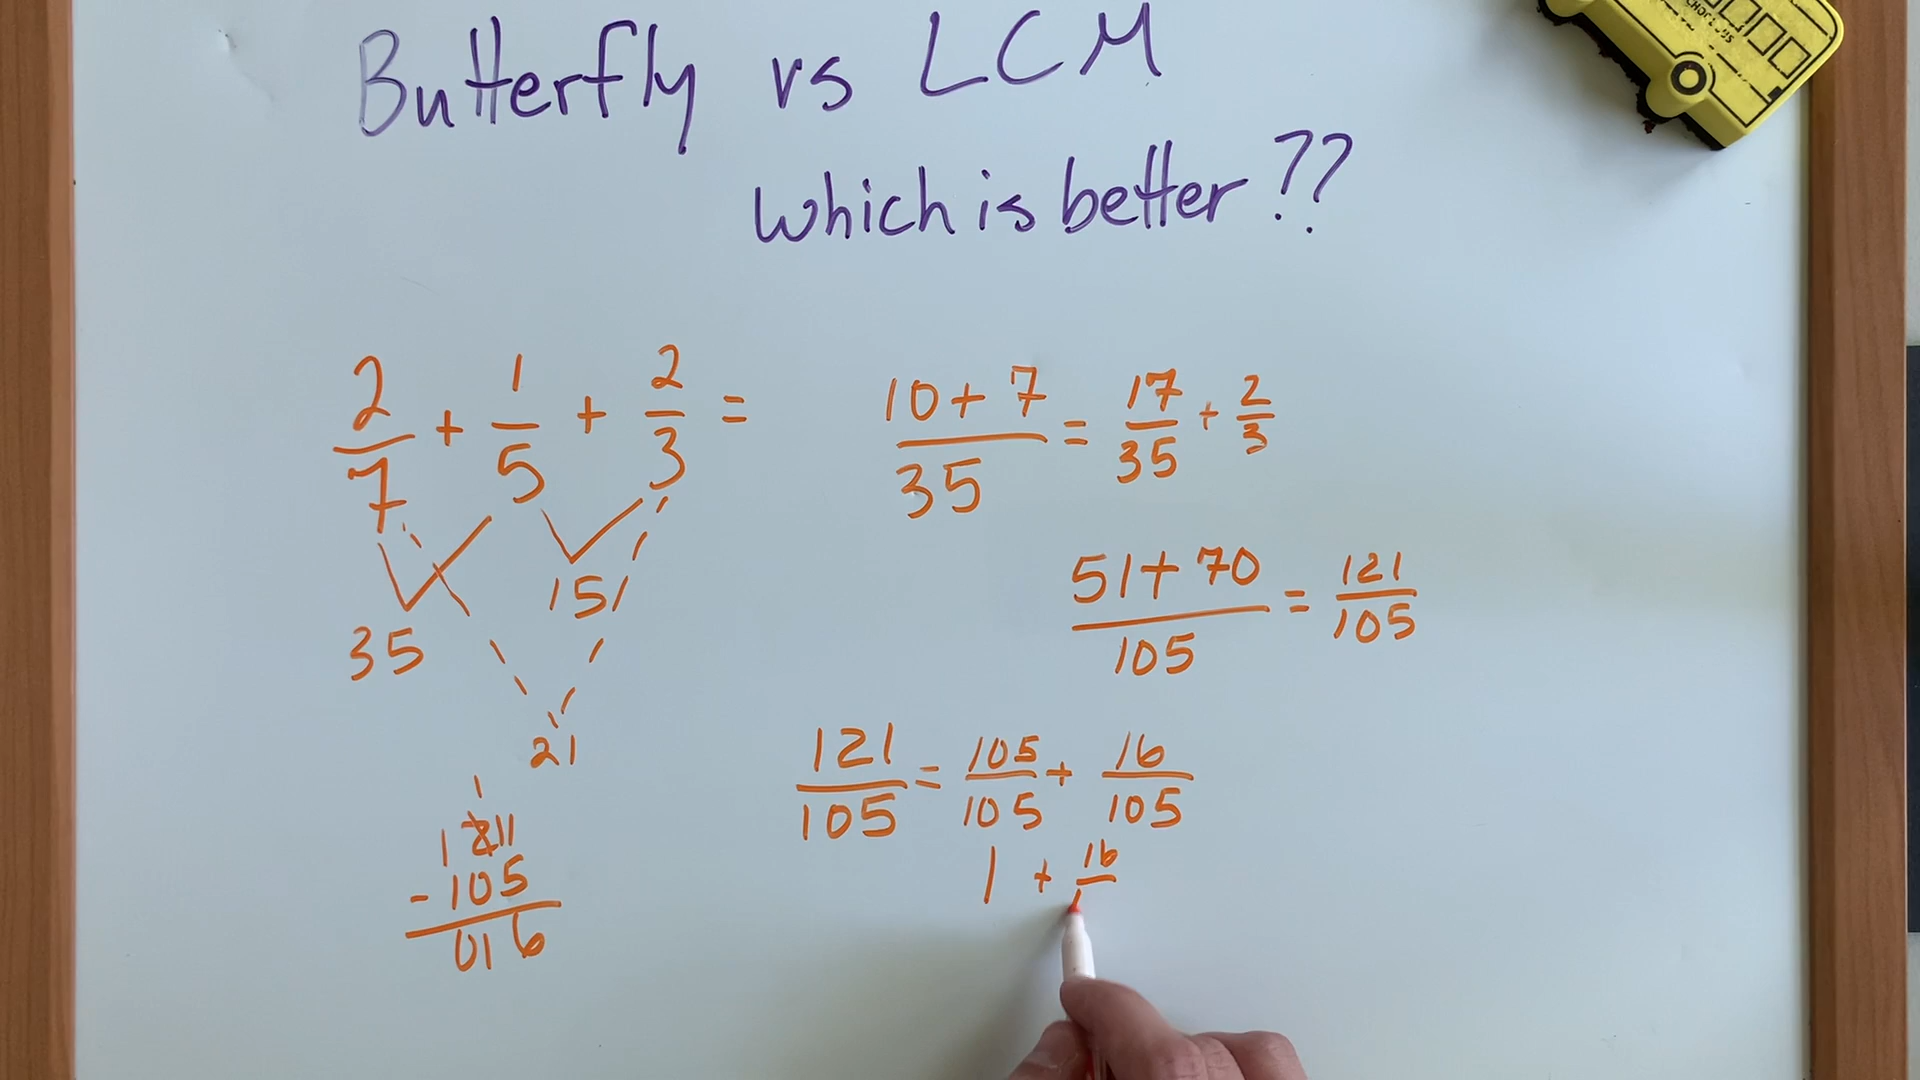 Butterfly vs LCM
which is better??
2/7 + 1/5 + 2/3 =
35
15
21
10 + 7/35 = 17/35 + 2/3
51 + 70/105 = 121/105
121/105 = 105/105 + 16/105
1 + 16/1
1
1 2 11
- 105
016